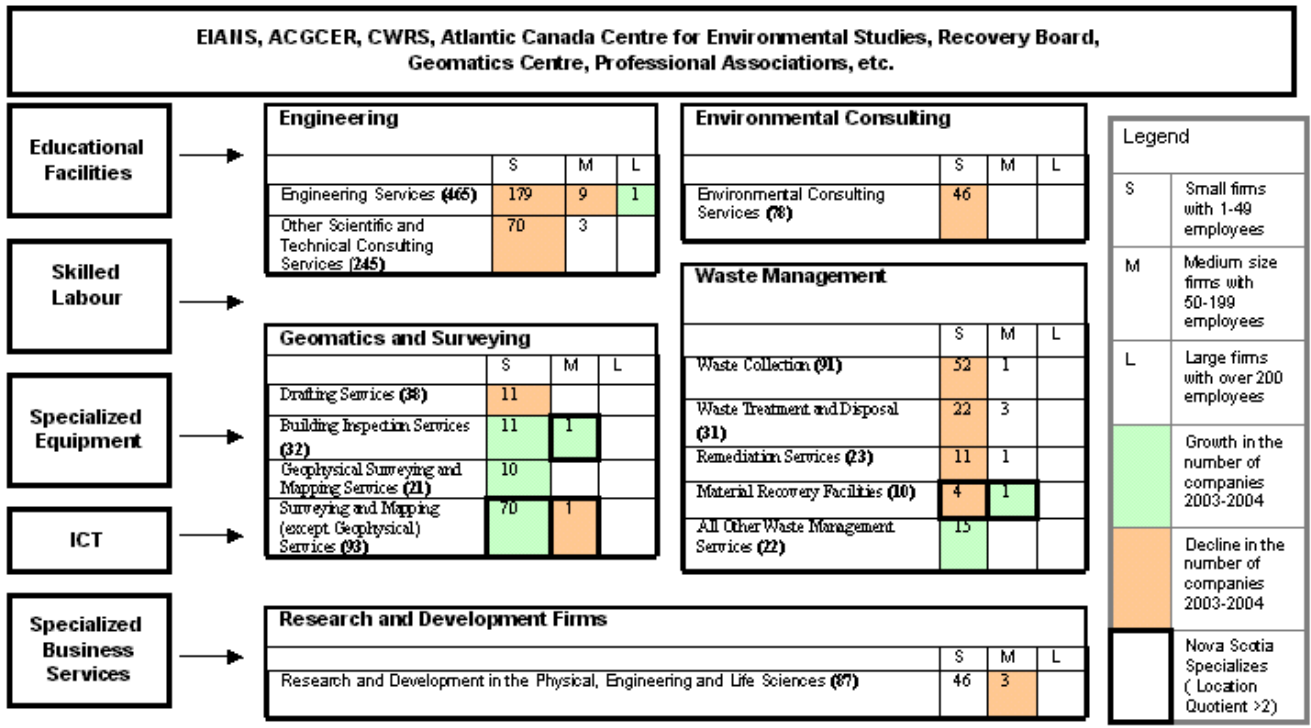 EIANS, ACGCER, CWRS, Atlantic Canada Centre for Environmental Studies, Recovery Board,
Geomatics Centre, Professional Associations, etc.
Educational
Facilities
Skilled
Labour
Specialized
Equipment
ICT
Specialized
Business
Services
Engineering
S M L
Engineering Services (465) 179 9 1
Other Scientific and 70 3
Technical Consulting
Services (245)
Geomatics and Surveying
S M L
Drafting Services (38) 11
Building Inspection Services 11 1
(32)
Geophysical Surveying and 10
Mapping Services (21)
Surveying and Mapping 70 1
(except Geophysical)
Services (93)
Environmental Consulting
S M L
Environmental Consulting 46
Services (78)
Waste Management
S M L
Waste Collection (91) 52 1
Waste Treatment and Disposal 22 3
(31)
Remediation Services (23) 11 1
Material Recovery Facilities (10) 4 1
All Other Waste Management 15
Services (22)
Research and Development Firms
S M L
Research and Development in the Physical, Engineering and Life Sciences (87) 46 3
Legend
S Small firms
with 1-49
employees
M Medium size
firms with
50-199
employees
L Large firms
with over 200
employees
Growth in the
number of
companies
2003-2004
Decline in the
number of
companies
2003-2004
Nova Scotia
Specializes
( Location
Quotient >2)